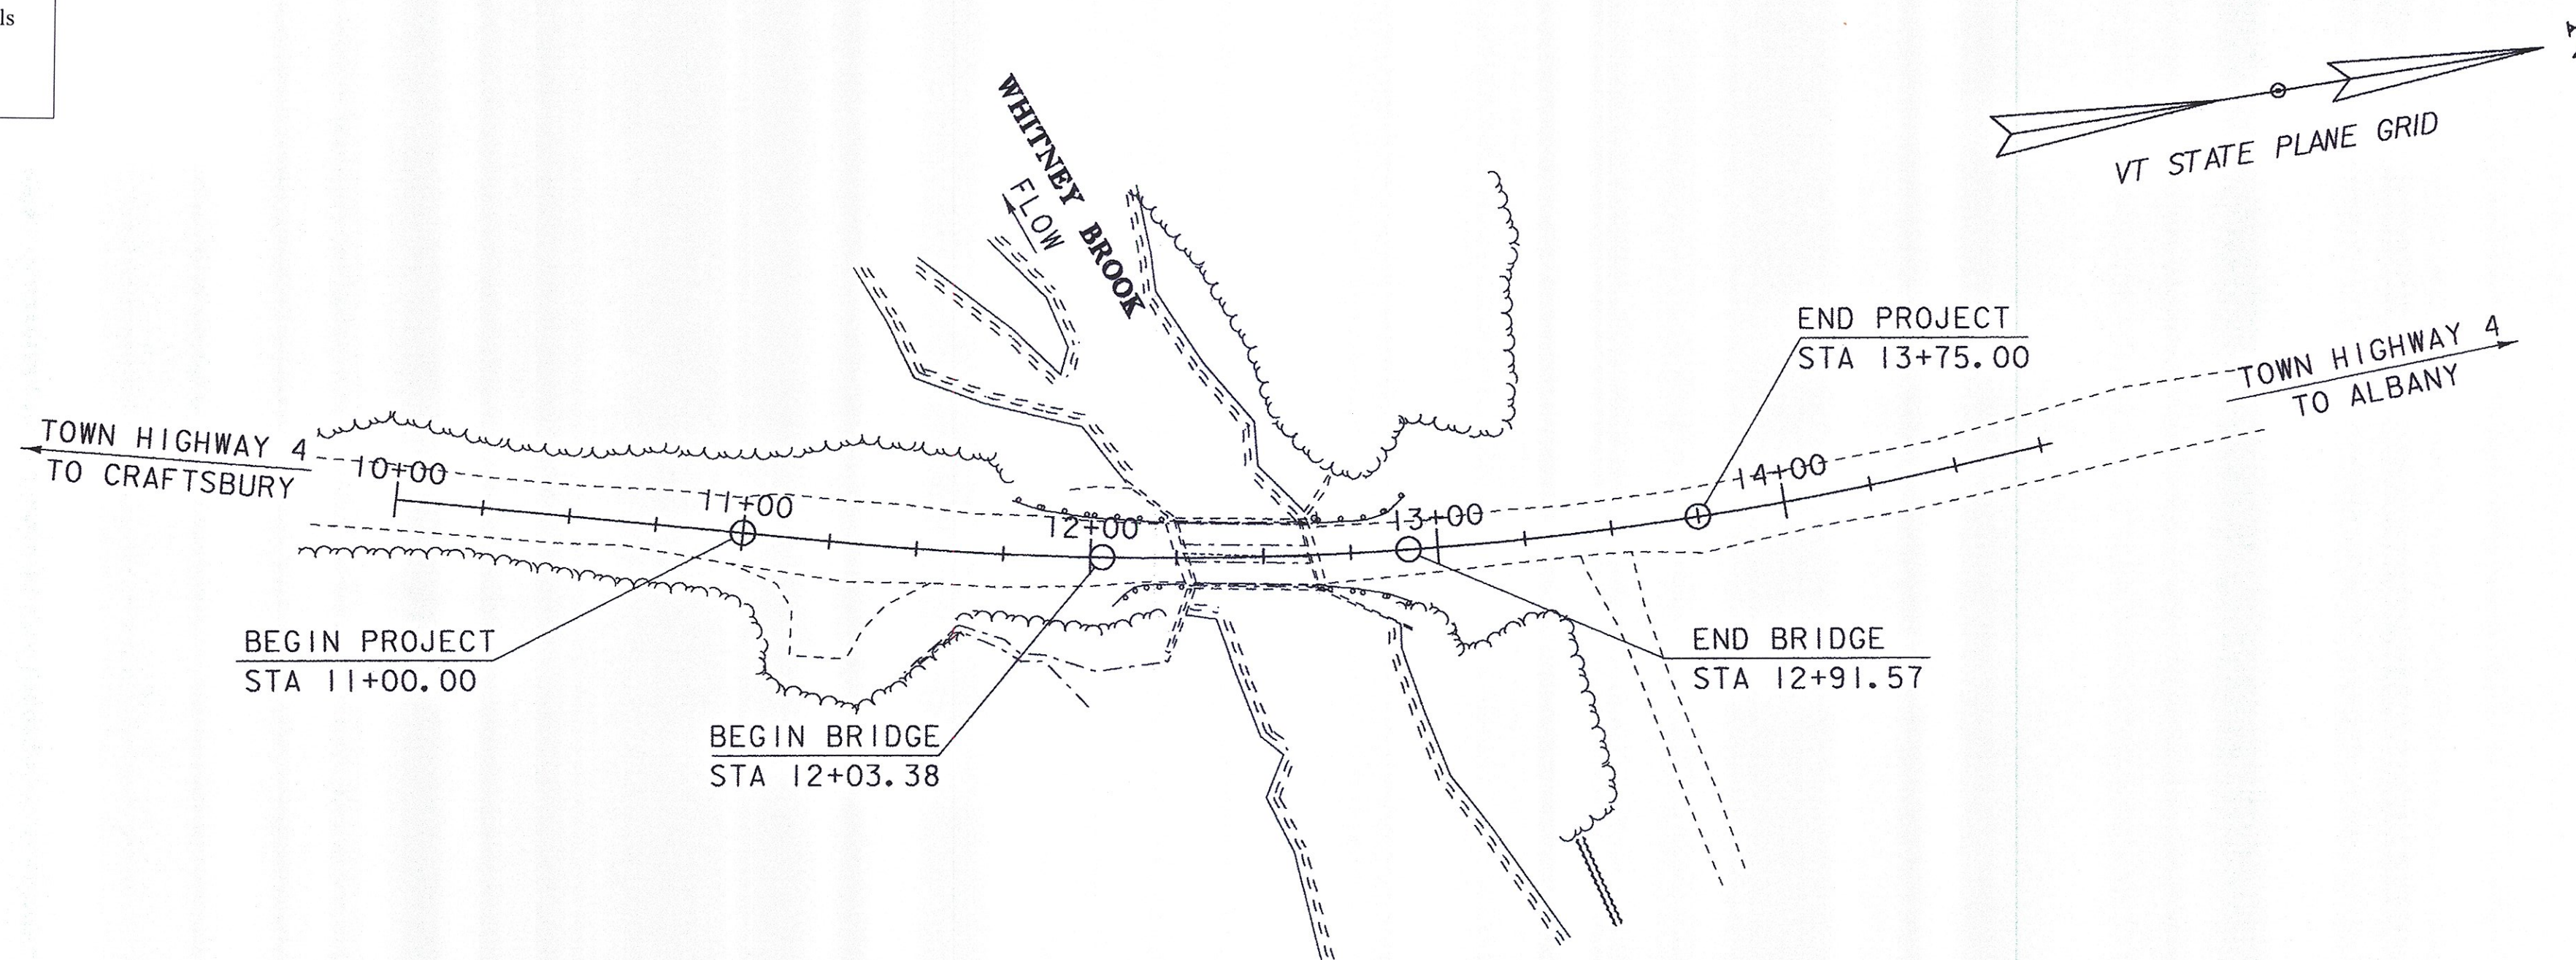 ls
WHITNEY BROOK
FLOW
VT STATE PLANE GRID
END PROJECT
STA 13+75.00
TOWN HIGHWAY 4
TO ALBANY
TOWN HIGHWAY 4
TO CRAFTSBURY
10+00
11+00
12+00
13+00
14+00
BEGIN PROJECT
STA 11+00.00
BEGIN BRIDGE
STA 12+03.38
END BRIDGE
STA 12+91.57